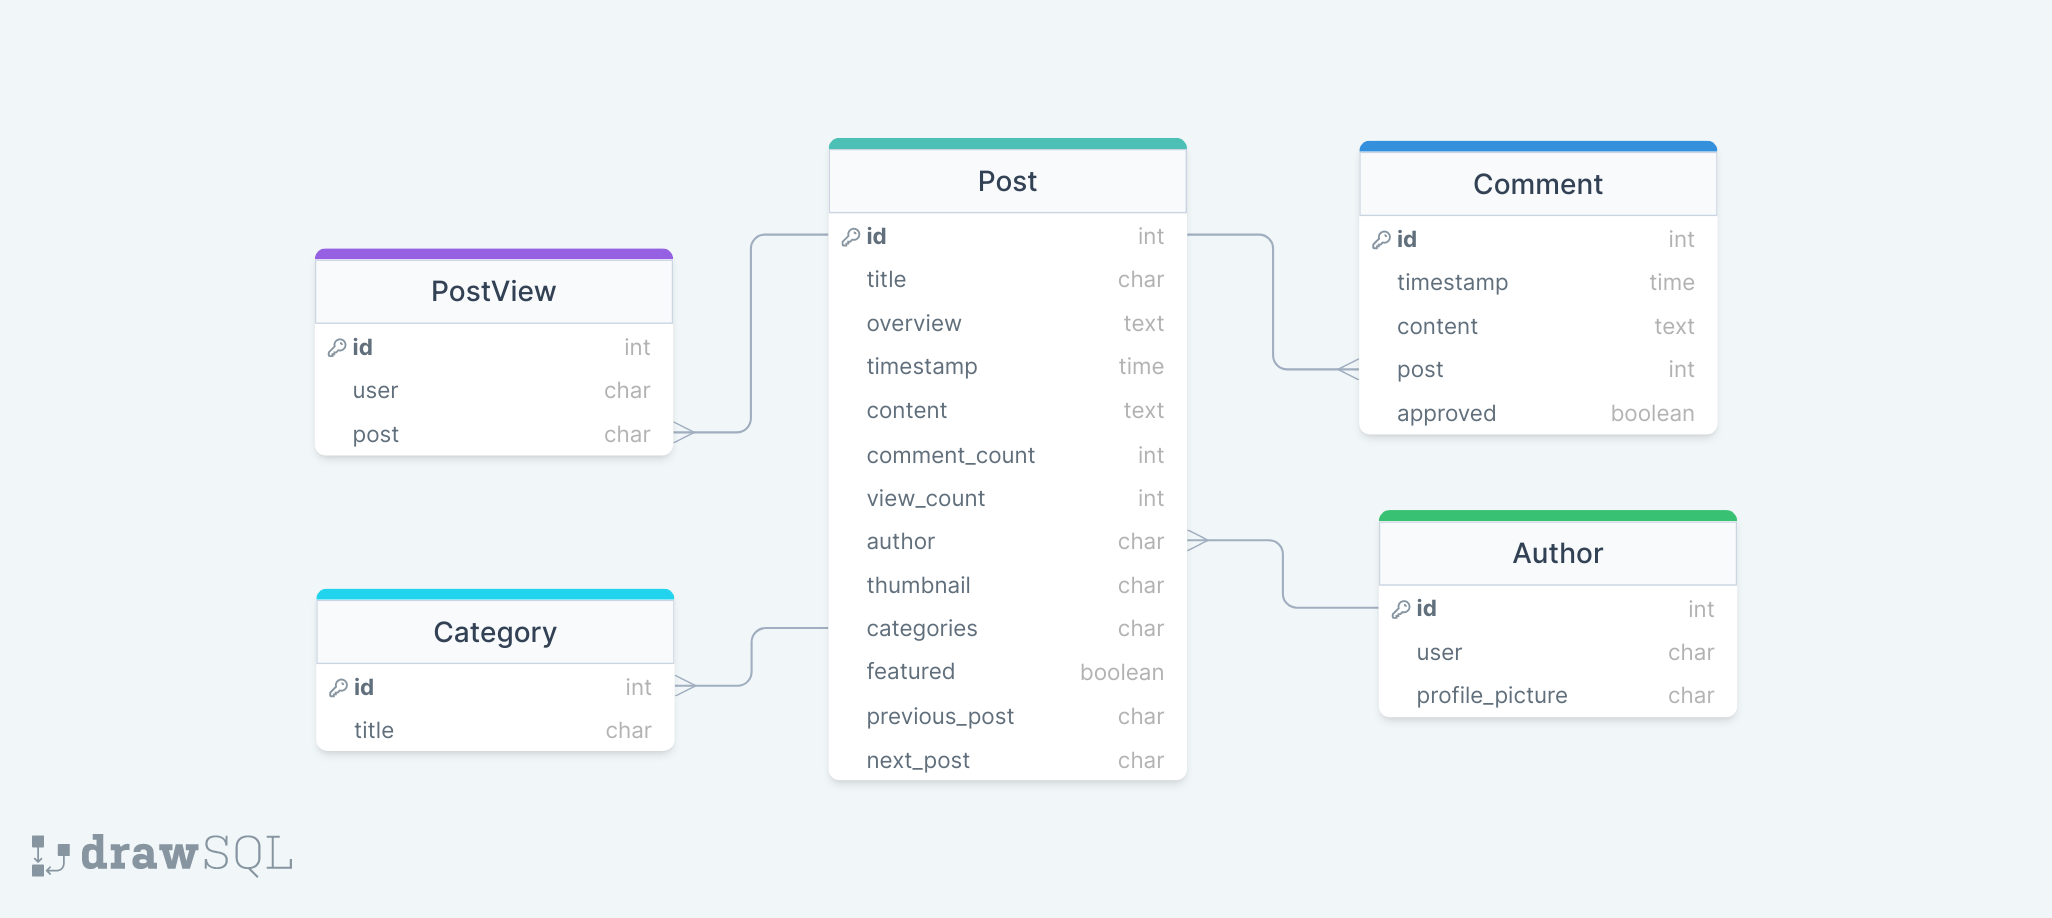 PostView
id int
user char
post char
Category
id int
title char
Post
id int
title char
overview text
timestamp time
content text
comment_count int
view_count int
author char
thumbnail char
categories char
featured boolean
previous_post char
next_post char
Comment
id int
timestamp time
content text
post int
approved boolean
Author
id int
user char
profile_picture char
drawSQL